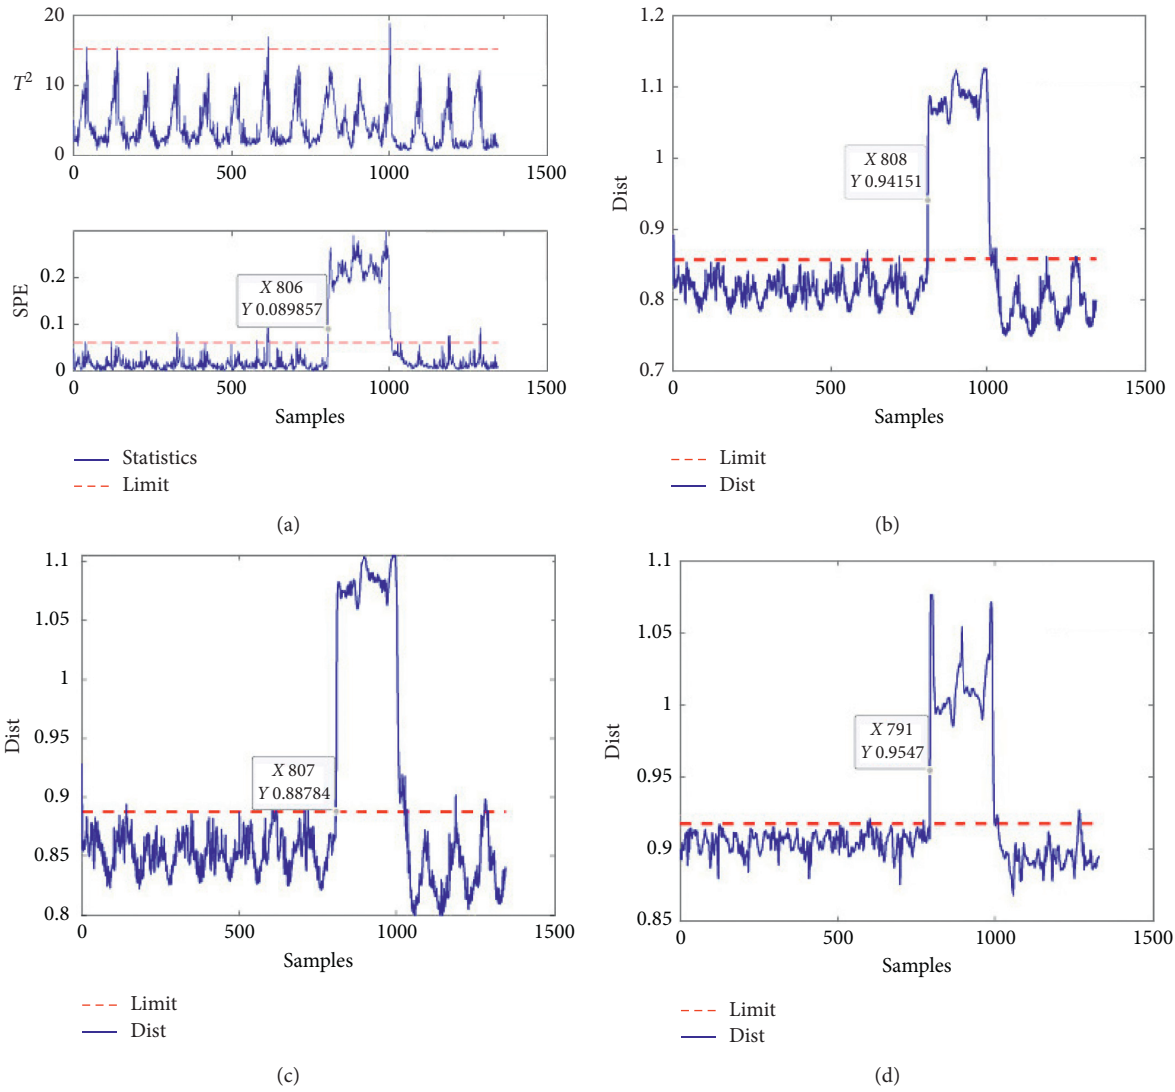 20
10
0
T²
0
500
1000
1500
0.2
0.1
0
SPE
X 806
Y 0.089857
0
500
1000
1500
Samples
Statistics
Limit
(a)
1.2
1.1
1
0.9
0.8
0.7
Dist
X 808
Y 0.94151
0
500
1000
1500
Samples
Limit
Dist
(b)
1.1
1.05
1
0.95
0.9
0.85
0.8
Dist
X 807
Y 0.88784
0
500
1000
1500
Samples
Limit
Dist
(c)
1.1
1.05
1
0.95
0.9
0.85
Dist
X 791
Y 0.9547
0
500
1000
1500
Samples
Limit
Dist
(d)